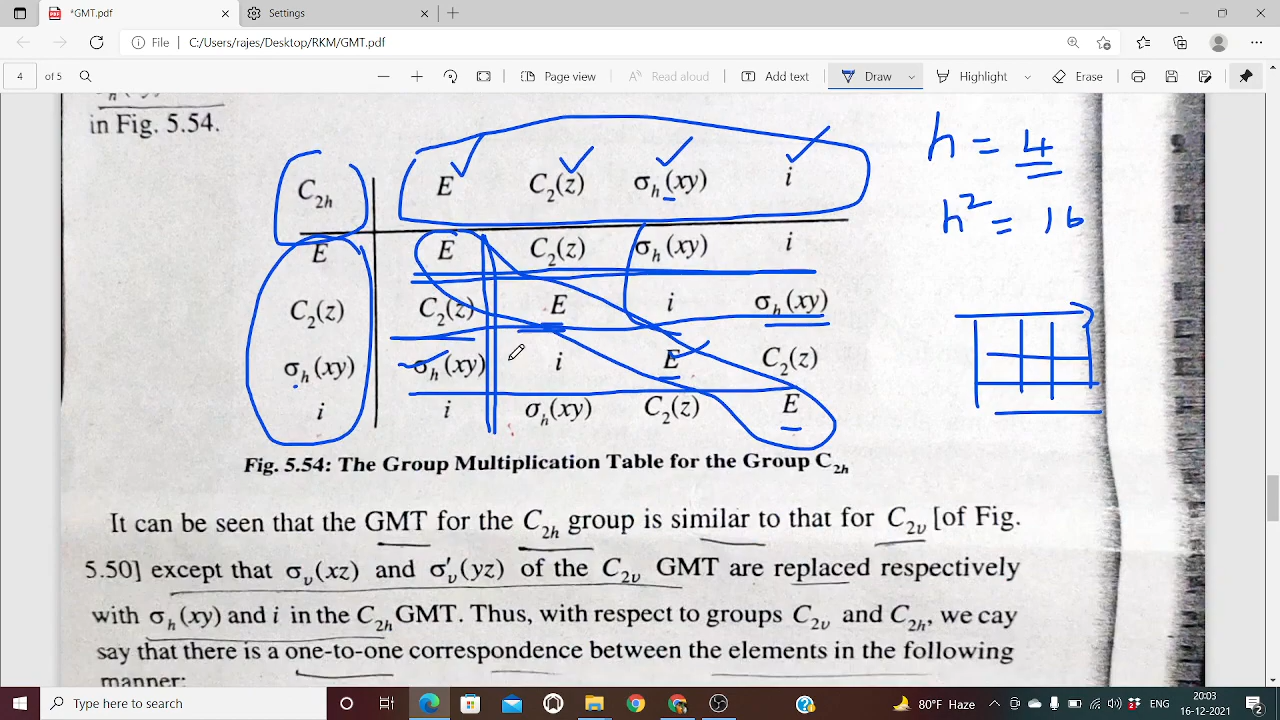 *GMT.pdf
Settings
File
C:/Users/rajes/Desktop/RKM/GMT.pdf
4 of 5
Page view
Read aloud
Add text
Draw
Highlight
Erase
in Fig. 5.54.
h = 4
h² = 16
C₂ₕ E C₂(z) σₕ(xy) i
E E C₂(z) σₕ(xy) i
C₂(z) C₂(z) E i σₕ(xy)
σₕ(xy) σₕ(xy) i E C₂(z)
i i σₕ(xy) C₂(z) E
Fig. 5.54: The Group Multiplication Table for the Group C₂ₕ
It can be seen that the GMT for the C₂ₕ group is similar to that for C₂ᵥ [of Fig.
5.50] except that σᵥ(xz) and σ′ᵥ(yz) of the C₂ᵥ GMT are replaced respectively
with σₕ(xy) and i in the C₂ₕ GMT. Thus, with respect to groups C₂ᵥ and C₂ₕ, we cay
say that there is a one-to-one correspondence between the elements in the following
manner:
Type here to search
80°F Haze
20:03
16-12-2021